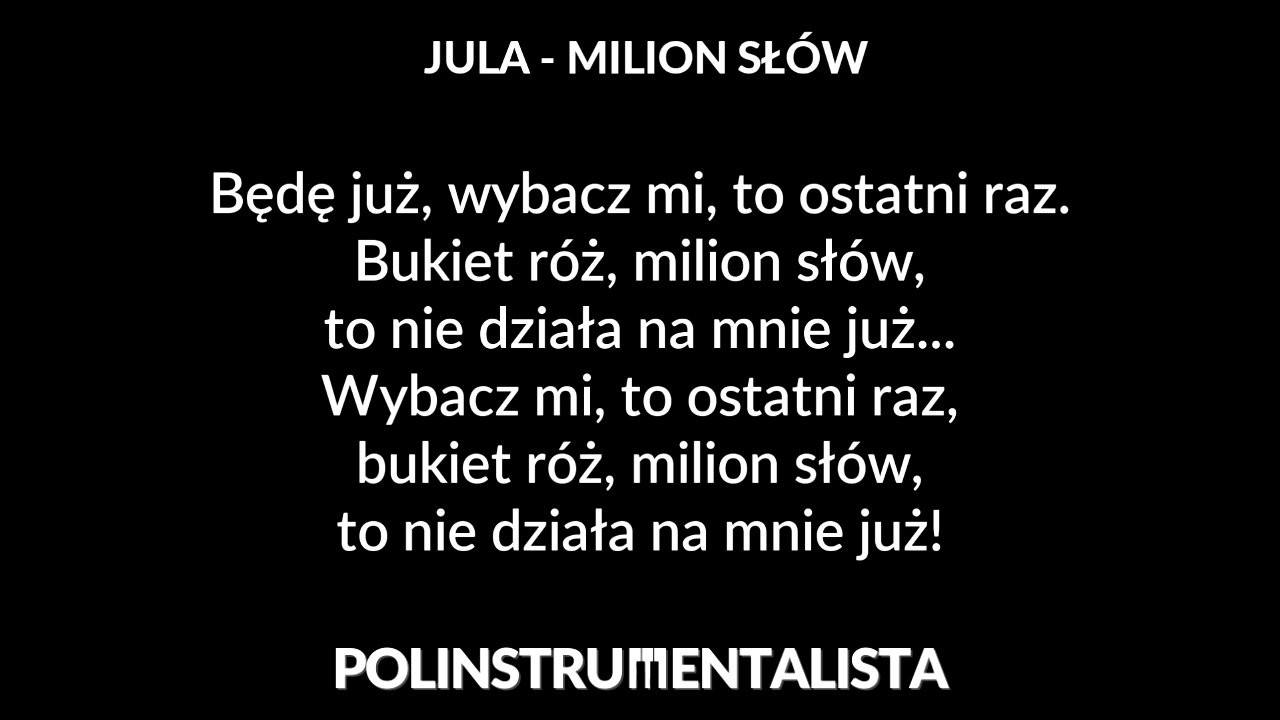 JULA - MILION SŁÓW
Będę już, wybacz mi, to ostatni raz.
Bukiet róż, milion słów,
to nie działa na mnie już...
Wybacz mi, to ostatni raz,
bukiet róż, milion słów,
to nie działa na mnie już!
POLINSTRUMENTALISTA